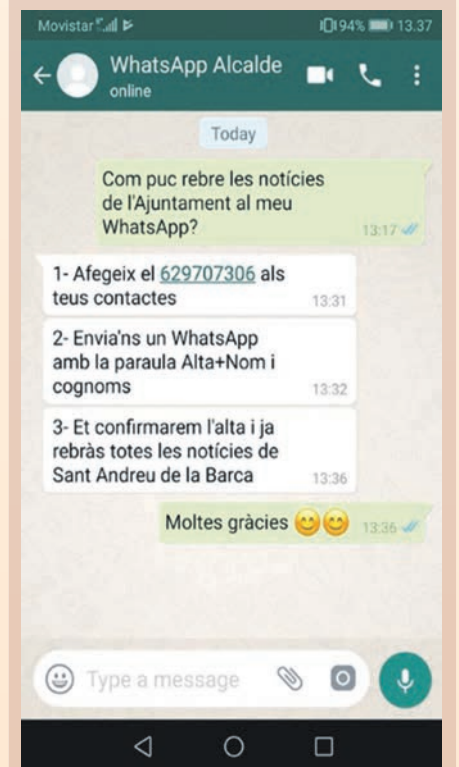 Movistar 94% 13.37
WhatsApp Alcalde
online
Today
Com puc rebre les notícies
de l'Ajuntament al meu
WhatsApp?
13:17
1- Afegeix el 629707306 als
teus contactes
13:31
2- Envia'ns un WhatsApp
amb la paraula Alta+Nom i
cognoms
13:32
3- Et confirmarem l'alta i ja
rebràs totes les notícies de
Sant Andreu de la Barca
13:36
Moltes gràcies 😊😊 13:36
Type a message